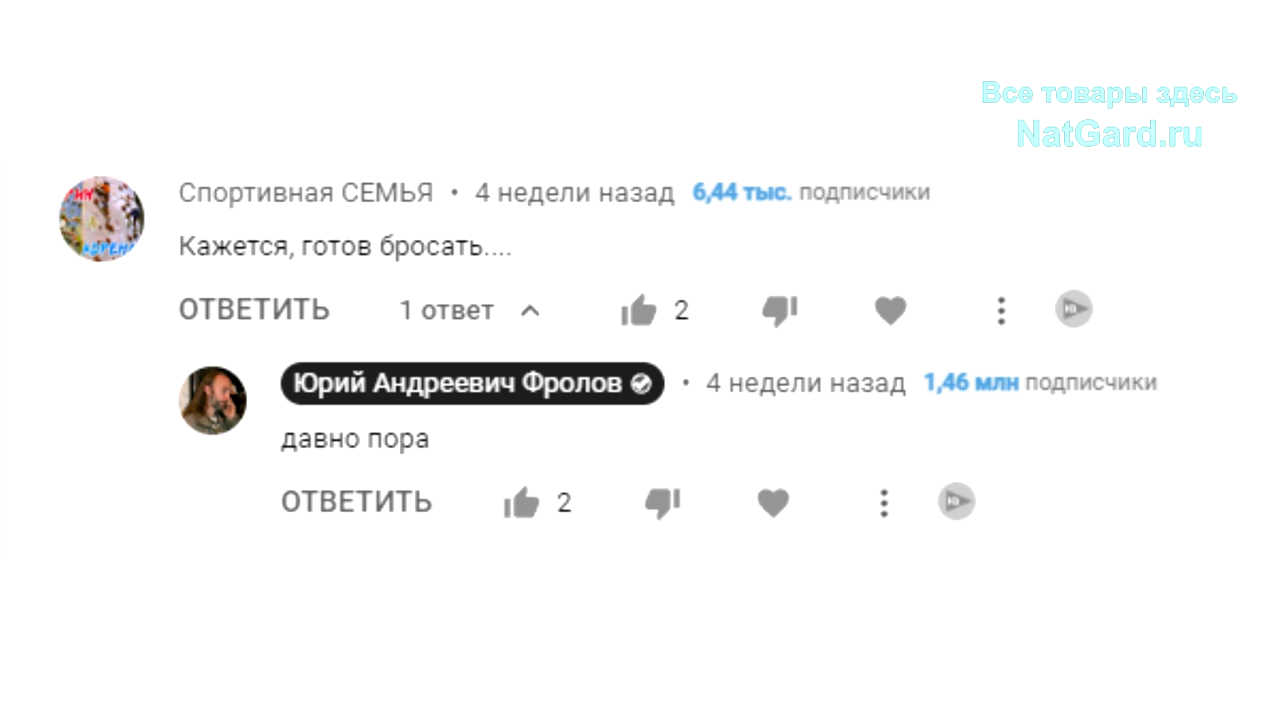 Все товары здесь
NatGard.ru
Спортивная СЕМЬЯ • 4 недели назад 6,44 тыс. подписчики
Кажется, готов бросать....
ОТВЕТИТЬ 1 ответ 2
Юрий Андреевич Фролов • 4 недели назад 1,46 млн подписчики
давно пора
ОТВЕТИТЬ 2